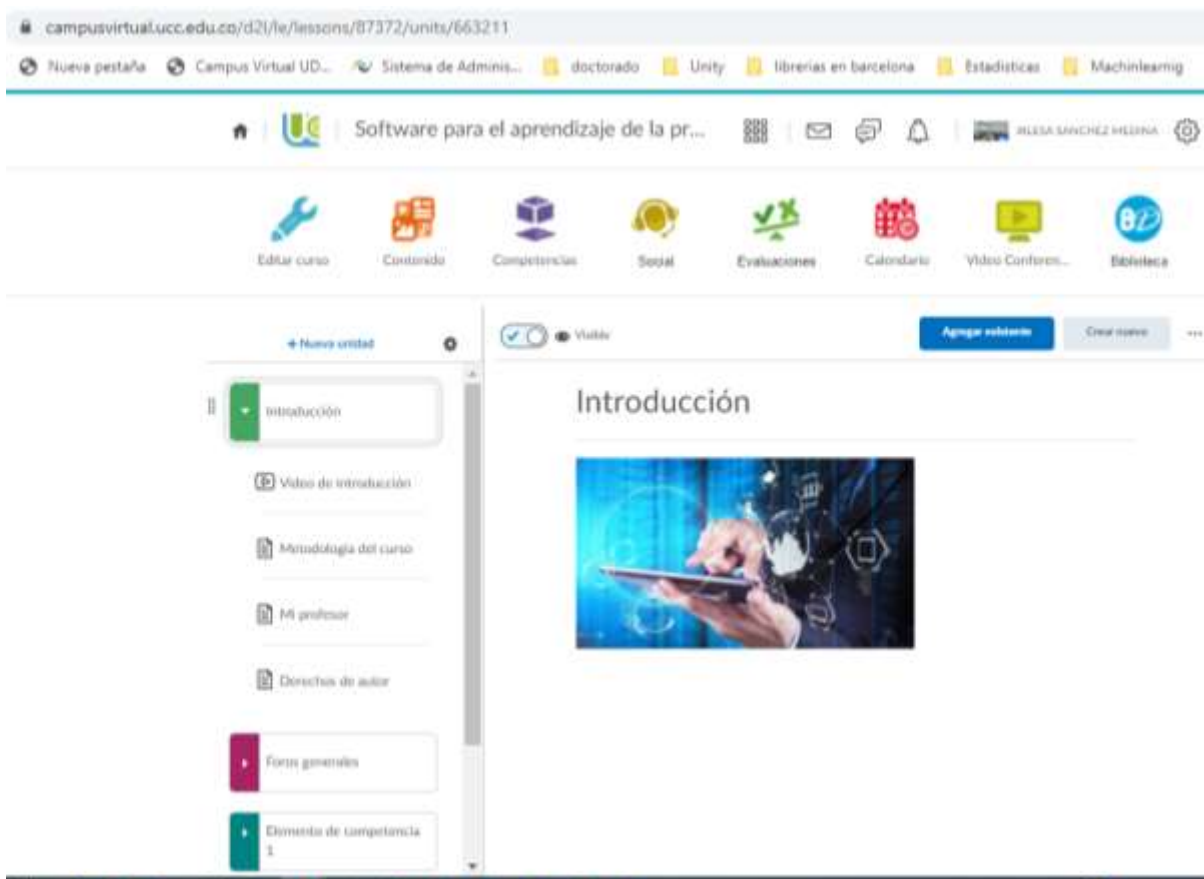 campusvirtual.ucc.edu.co/d2l/le/lessons/87372/units/663211
Nueva pestaña Campus Virtual UD... Sistema de Adminis... doctorado Unity librerias en barcelona Estadisticas Machinlearnig
Software para el aprendizaje de la pr... SANCHEZ MEDINA
Editar curso Contenido Competencias Social Evaluaciones Calendario Video Conferen... Biblioteca
+ Nueva unidad Visible Agregar existente Crear nuevo ...
Introducción
Introducción
Video de introducción
Metodología del curso
Mi profesor
Derechos de autor
Foros generales
Elemento de competencia
1